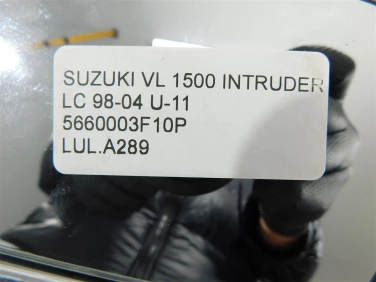 SUZUKI VL 1500 INTRUDER
LC 98-04 U-11
5660003F10P
LUL.A289